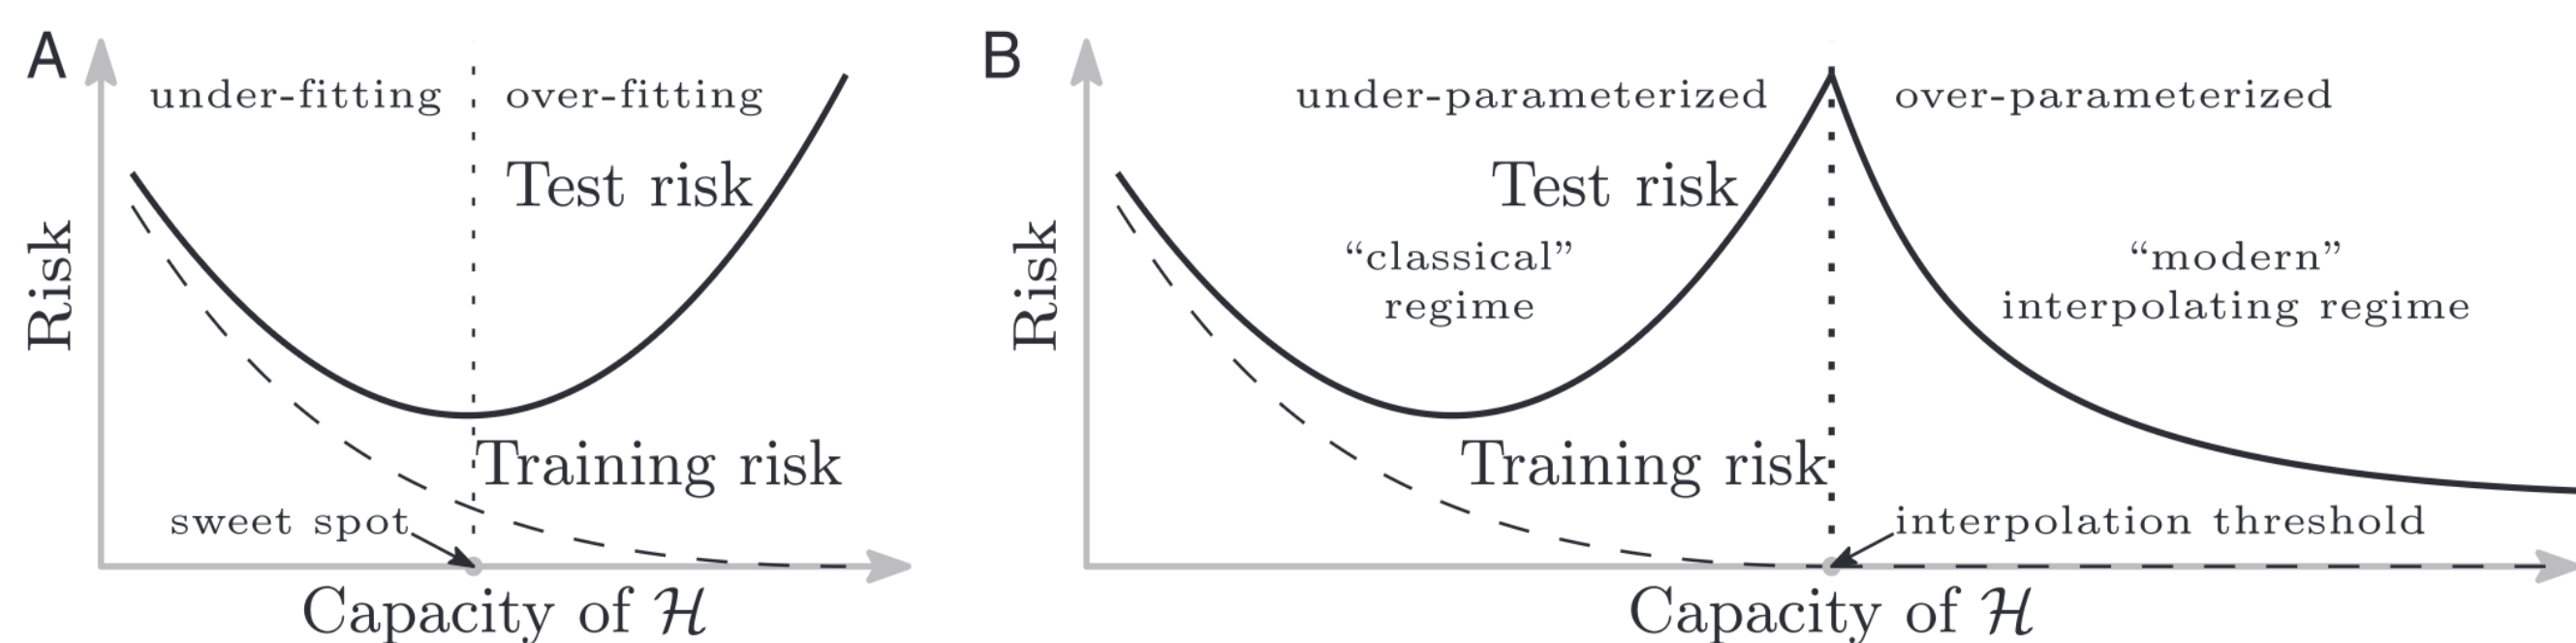 A
under-fitting
over-fitting
Test risk
Risk
Training risk
sweet spot
Capacity of ℋ
B
under-parameterized
over-parameterized
Test risk
“classical”
regime
“modern”
interpolating regime
Risk
Training risk
interpolation threshold
Capacity of ℋ